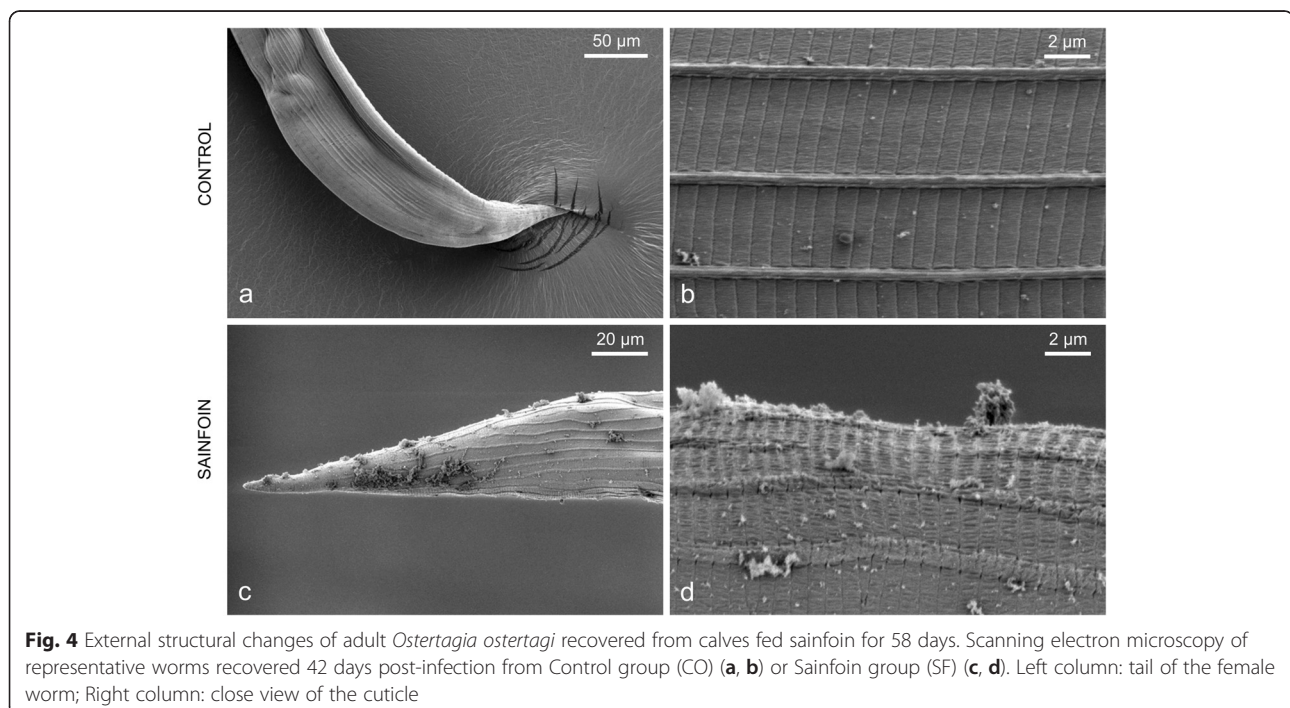 50 µm
2 µm
CONTROL
a
b
20 µm
2 µm
SAINFOIN
c
d
Fig. 4 External structural changes of adult Ostertagia ostertagi recovered from calves fed sainfoin for 58 days. Scanning electron microscopy of
representative worms recovered 42 days post-infection from Control group (CO) (a, b) or Sainfoin group (SF) (c, d). Left column: tail of the female
worm; Right column: close view of the cuticle